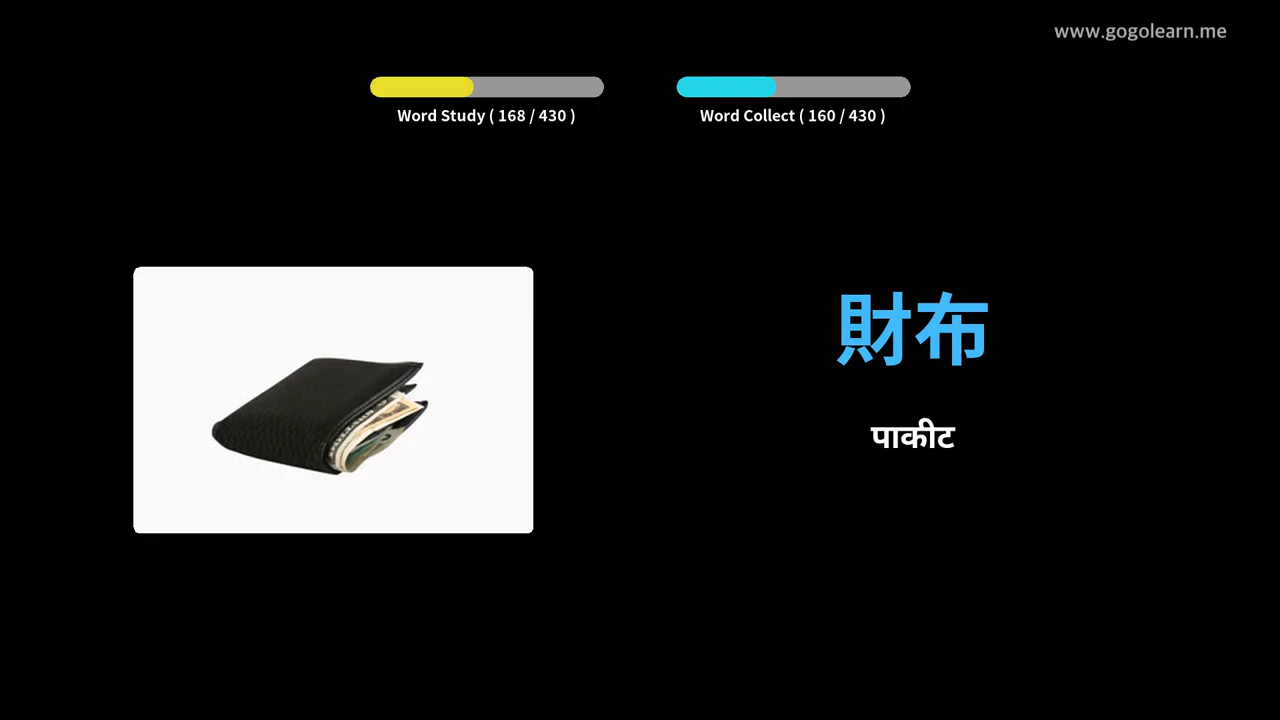 www.gogolearn.me
Word Study ( 168 / 430 )
Word Collect ( 160 / 430 )
財布
पाकीट